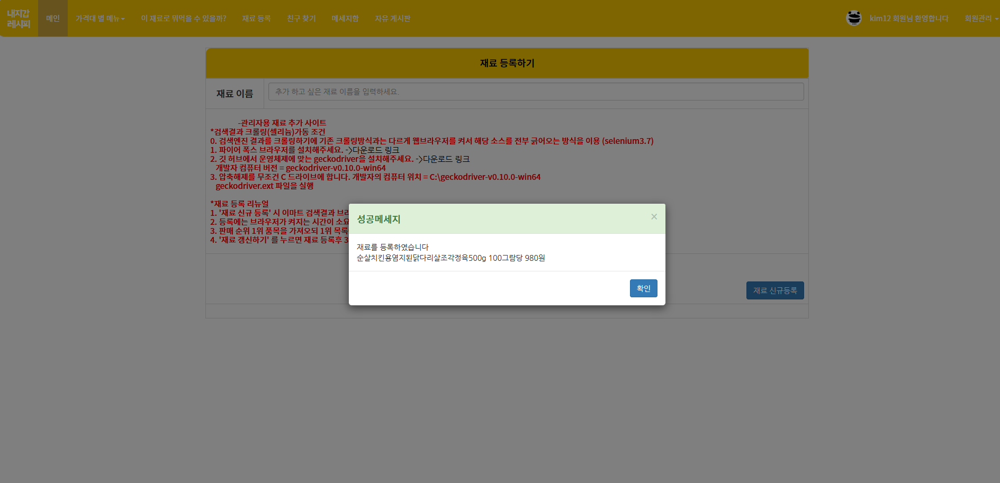 내지갑
레시피
메인
가격대 별 메뉴
이 재료로 뭐먹을 수 있을까?
재료 등록
친구 찾기
메세지함
자유 게시판
kim12 회원님 환영합니다
회원관리
재료 등록하기
재료 이름
추가 하고 싶은 재료 이름을 입력하세요.
-관리자용 재료 추가 사이트
*검색결과 크롤링(셀리늄)가동 조건
0. 검색엔진 결과를 크롤링하기에 기존 크롤링방식과는 다르게 웹브라우저를 켜서 해당 소스를 전부 긁어오는 방식을 이용 (selenium3.7)
1. 파이어 폭스 브라우저를 설치해주세요. ->다운로드 링크
2. 깃 허브에서 운영체제에 맞는 geckodriver을 설치해주세요. ->다운로드 링크
개발자 컴퓨터 버전 = geckodriver-v0.10.0-win64
3. 압축해제를 무조건 C 드라이브에 합니다. 개발자의 컴퓨터 위치 = C:\geckodriver-v0.10.0-win64
geckodriver.ext 파일을 실행
*재료 등록 리뉴얼
1. '재료 신규 등록' 시 이마트 검색결과 브라
2. 등록에는 브라우저가 켜지는 시간이 소요
3. 판매 순위 1위 품목을 가져오되 1위 목록
4. '재료 갱신하기' 를 누르면 재료 등록후 3
성공메세지
×
재료를 등록하였습니다
순살치킨용염지된닭다리살조각정육500g 100그람당 980원
확인
재료 신규등록